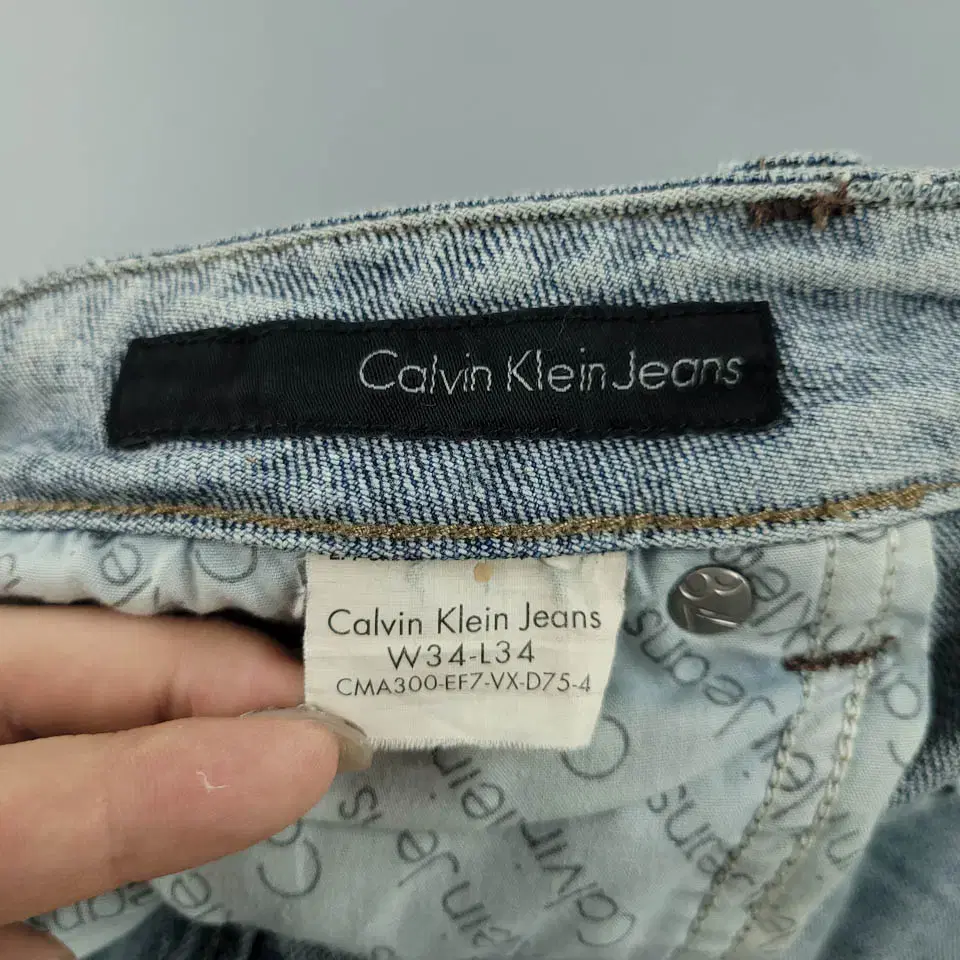 Calvin Klein Jeans
Calvin Klein Jeans
W34-L34
CMA300-EF7-VX-D75-4